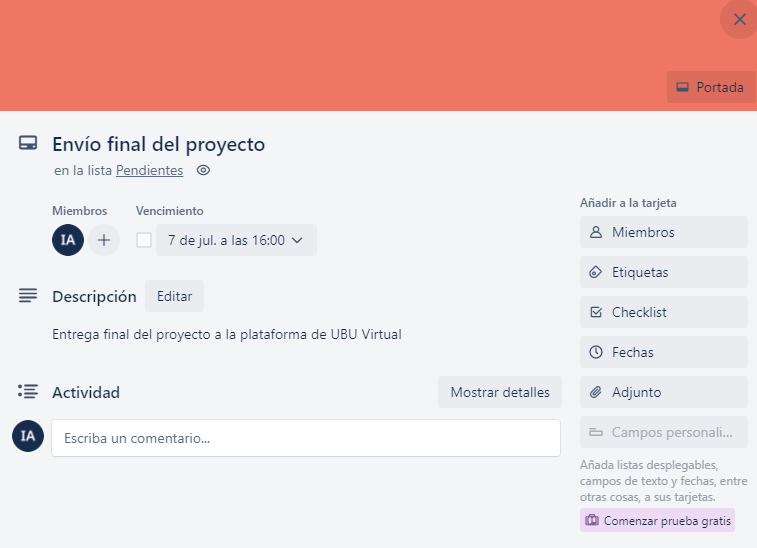 Portada
Envío final del proyecto
en la lista Pendientes
Miembros
Vencimiento
IA
7 de jul. a las 16:00
Descripción
Editar
Entrega final del proyecto a la plataforma de UBU Virtual
Actividad
Mostrar detalles
IA
Escriba un comentario...
Añadir a la tarjeta
Miembros
Etiquetas
Checklist
Fechas
Adjunto
Campos personali...
Añada listas desplegables,
campos de texto y fechas, entre
otras cosas, a sus tarjetas.
Comenzar prueba gratis